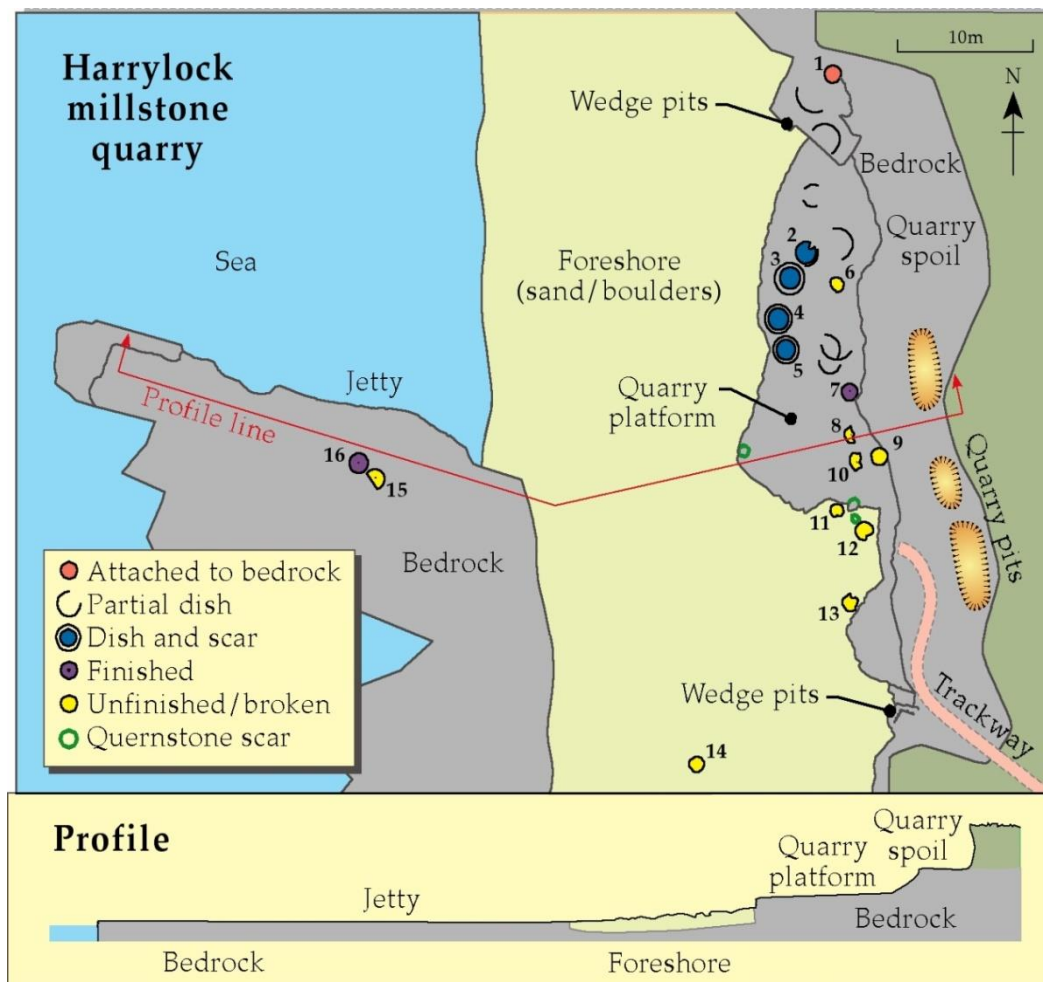 Harrylock
millstone
quarry
10m
N
1
Wedge pits
Bedrock
Quarry
spoil
2
3
6
Sea
Foreshore
(sand/boulders)
4
5
Jetty
Quarry
platform
7
Profile line
8
9
10
16
15
11
12
Quarry pits
Attached to bedrock
Partial dish
Dish and scar
Finished
Unfinished/broken
Quernstone scar
Bedrock
13
Wedge pits
Trackway
14
Profile
Quarry
spoil
Quarry
platform
Jetty
Bedrock
Bedrock
Foreshore